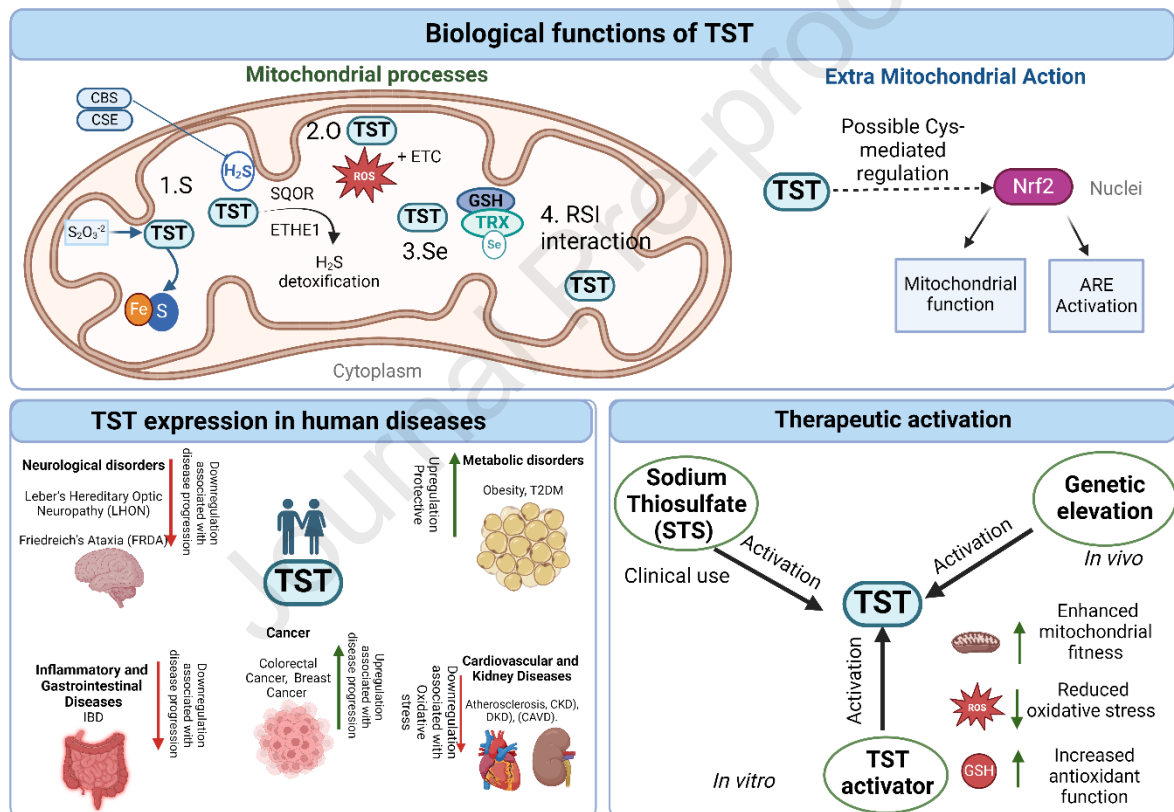 Biological functions of TST
Mitochondrial processes
CBS
CSE
H₂S
1.S
S₂O₃⁻²
TST
Fe
S
TST
SQOR
ETHE1
H₂S
detoxification
2.O
TST
ROS
+ ETC
TST
3.Se
GSH
TRX
Se
4. RSI
interaction
TST
Cytoplasm
Extra Mitochondrial Action
Possible Cys-
mediated
regulation
TST
Nrf2
Nuclei
Mitochondrial
function
ARE
Activation
Journal Pre-proo
TST expression in human diseases
Neurological disorders
Leber's Hereditary Optic
Neuropathy (LHON)
Friedreich's Ataxia (FRDA)
Downregulation
associated with
disease progression
Upregulation
Protective
Metabolic disorders
Obesity, T2DM
TST
Inflammatory and
Gastrointestinal
Diseases
IBD
Downregulation
associated with
disease progression
Cancer
Colorectal
Cancer, Breast
Cancer
Upregulation
associated with
disease progression
Downregulation
associated with
Oxidative
stress
Cardiovascular and
Kidney Diseases
Atherosclerosis, CKD),
DKD), (CAVD).
Therapeutic activation
Sodium
Thiosulfate
(STS)
Clinical use
Activation
Genetic
elevation
In vivo
Activation
TST
Activation
TST
activator
In vitro
Enhanced
mitochondrial
fitness
ROS
Reduced
oxidative stress
GSH
Increased
antioxidant
function